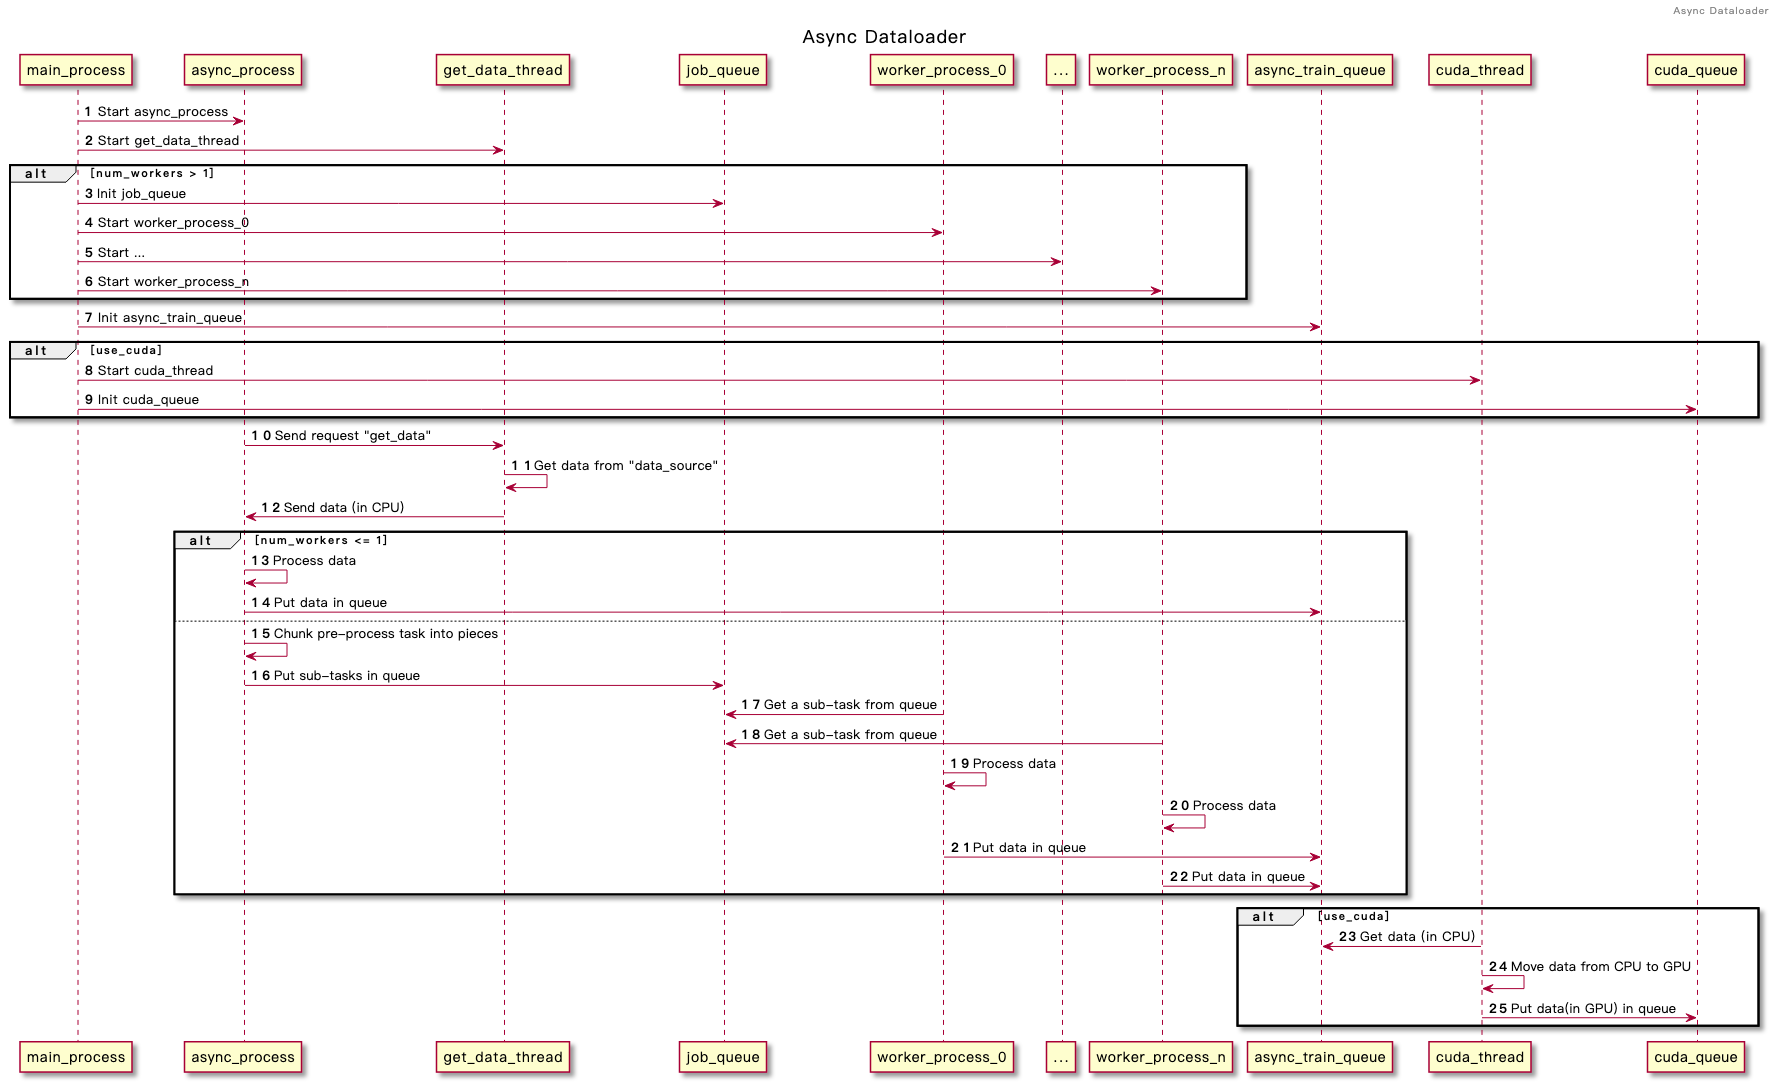 Async Dataloader
Async Dataloader
main_process async_process get_data_thread job_queue worker_process_0 ... worker_process_n async_train_queue cuda_thread cuda_queue
1 Start async_process
2 Start get_data_thread
alt [num_workers > 1]
3 Init job_queue
4 Start worker_process_0
5 Start ...
6 Start worker_process_n
7 Init async_train_queue
alt [use_cuda]
8 Start cuda_thread
9 Init cuda_queue
10 Send request "get_data"
11 Get data from "data_source"
12 Send data (in CPU)
alt [num_workers <= 1]
13 Process data
14 Put data in queue
15 Chunk pre-process task into pieces
16 Put sub-tasks in queue
17 Get a sub-task from queue
18 Get a sub-task from queue
19 Process data
20 Process data
21 Put data in queue
22 Put data in queue
alt [use_cuda]
23 Get data (in CPU)
24 Move data from CPU to GPU
25 Put data(in GPU) in queue
main_process async_process get_data_thread job_queue worker_process_0 ... worker_process_n async_train_queue cuda_thread cuda_queue